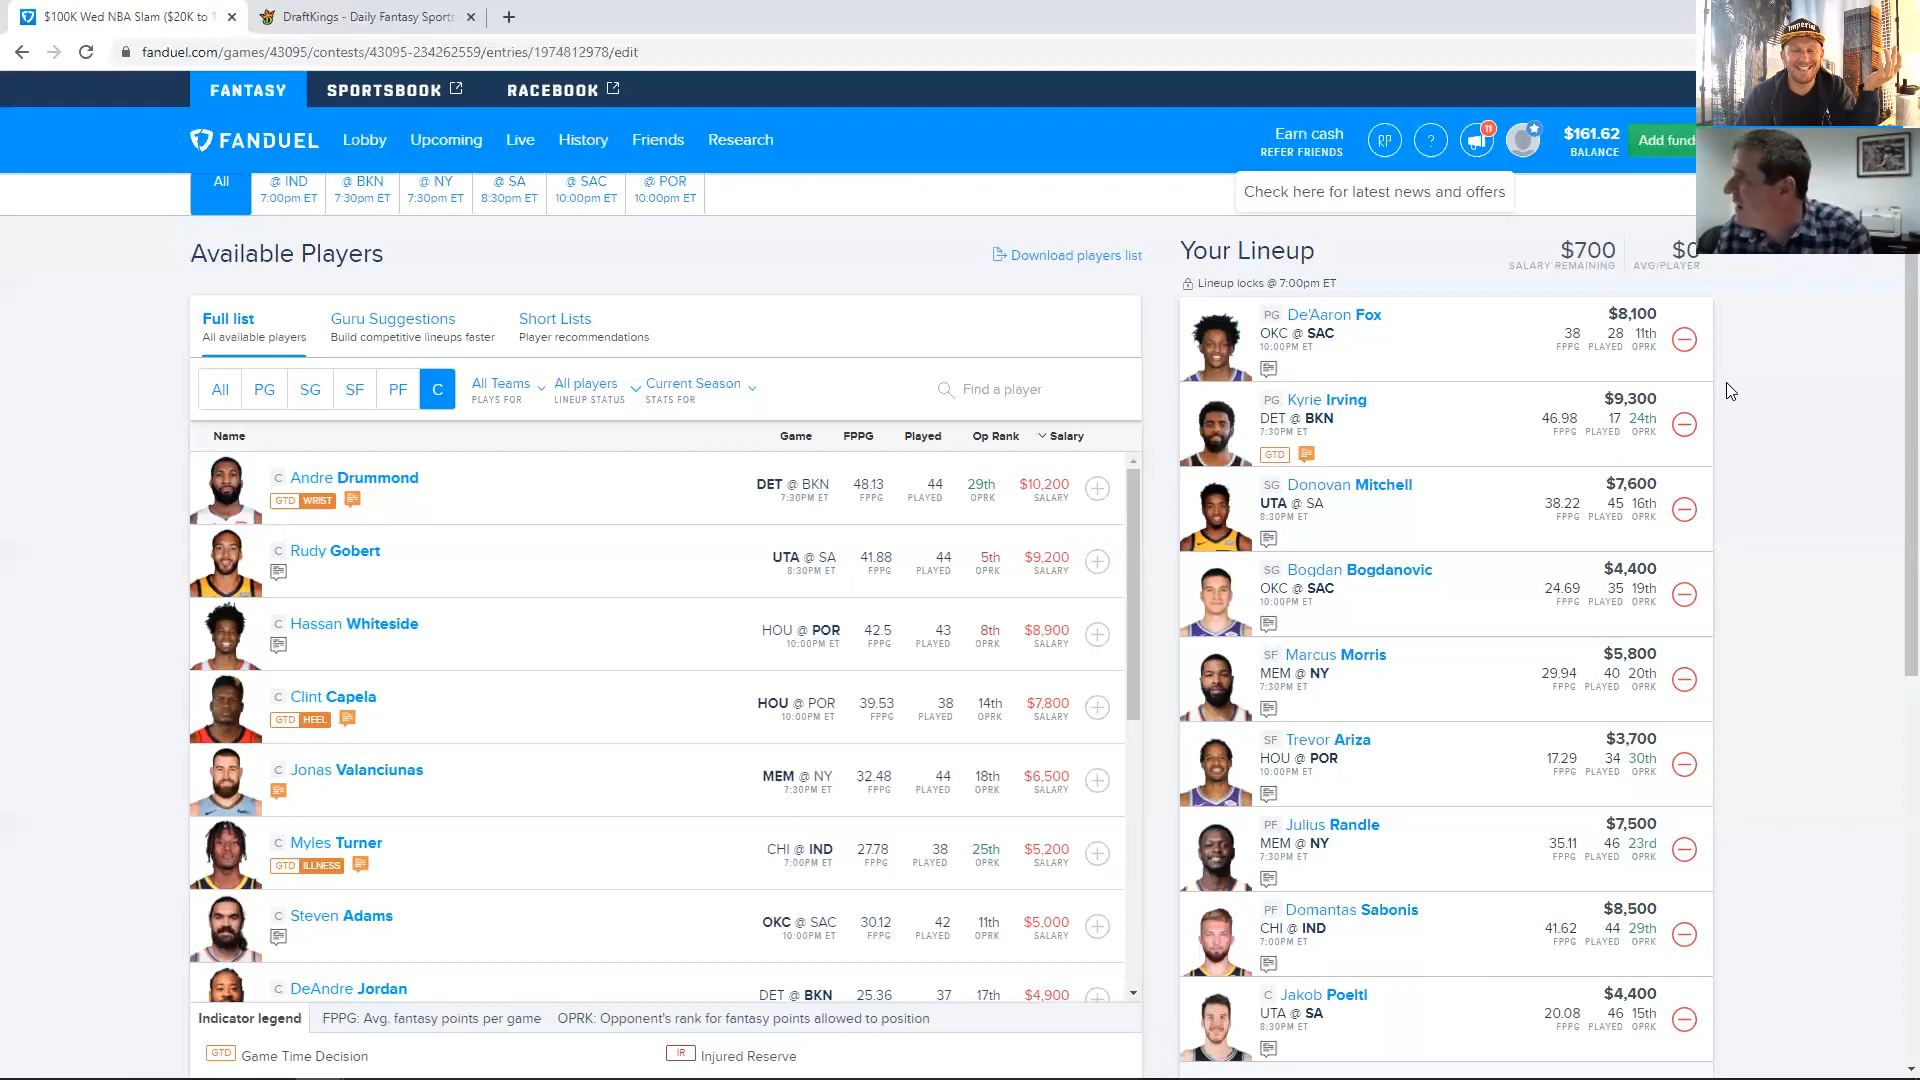 $100K Wed NBA Slam ($20K to 1
DraftKings - Daily Fantasy Sports
fanduel.com/games/43095/contests/43095-234262559/entries/1974812978/edit
FANTASY
SPORTSBOOK
RACEBOOK
FANDUEL
Lobby
Upcoming
Live
History
Friends
Research
Earn cash
REFER FRIENDS
RP
?
11
$161.62
BALANCE
Add fund
Imperial
All
@ IND
7:00pm ET
@ BKN
7:30pm ET
@ NY
7:30pm ET
@ SA
8:30pm ET
@ SAC
10:00pm ET
@ POR
10:00pm ET
Check here for latest news and offers
Available Players
Download players list
Full list
All available players
Guru Suggestions
Build competitive lineups faster
Short Lists
Player recommendations
All PG SG SF PF C
All Teams
PLAYS FOR
All players
LINEUP STATUS
Current Season
STATS FOR
Find a player
Name Game FPPG Played Op Rank Salary
C Andre Drummond
GTD WRIST
DET @ BKN 48.13 44 29th $10,200
7:30PM ET FPPG PLAYED OPRK SALARY
C Rudy Gobert
UTA @ SA 41.88 44 5th $9,200
8:30PM ET FPPG PLAYED OPRK SALARY
C Hassan Whiteside
HOU @ POR 42.5 43 8th $8,900
10:00PM ET FPPG PLAYED OPRK SALARY
C Clint Capela
GTD HEEL
HOU @ POR 39.53 38 14th $7,800
10:00PM ET FPPG PLAYED OPRK SALARY
C Jonas Valanciunas
MEM @ NY 32.48 44 18th $6,500
7:30PM ET FPPG PLAYED OPRK SALARY
C Myles Turner
GTD ILLNESS
CHI @ IND 27.78 38 25th $5,200
7:00PM ET FPPG PLAYED OPRK SALARY
C Steven Adams
OKC @ SAC 30.12 42 11th $5,000
10:00PM ET FPPG PLAYED OPRK SALARY
C DeAndre Jordan
DET @ BKN 25.36 37 17th $4,900
Indicator legend
FPPG: Avg. fantasy points per game
OPRK: Opponent's rank for fantasy points allowed to position
GTD Game Time Decision
IR Injured Reserve
Your Lineup
$700
SALARY REMAINING
$0
AVG/PLAYER
Lineup locks @ 7:00pm ET
PG De'Aaron Fox $8,100
OKC @ SAC 38 28 11th
10:00PM ET FPPG PLAYED OPRK
PG Kyrie Irving $9,300
DET @ BKN 46.98 17 24th
7:30PM ET FPPG PLAYED OPRK
GTD
SG Donovan Mitchell $7,600
UTA @ SA 38.22 45 16th
8:30PM ET FPPG PLAYED OPRK
SG Bogdan Bogdanovic $4,400
OKC @ SAC 24.69 35 19th
10:00PM ET FPPG PLAYED OPRK
SF Marcus Morris $5,800
MEM @ NY 29.94 40 20th
7:30PM ET FPPG PLAYED OPRK
SF Trevor Ariza $3,700
HOU @ POR 17.29 34 30th
10:00PM ET FPPG PLAYED OPRK
PF Julius Randle $7,500
MEM @ NY 35.11 46 23rd
7:30PM ET FPPG PLAYED OPRK
PF Domantas Sabonis $8,500
CHI @ IND 41.62 44 29th
7:00PM ET FPPG PLAYED OPRK
C Jakob Poeltl $4,400
UTA @ SA 20.08 46 15th
8:30PM ET FPPG PLAYED OPRK